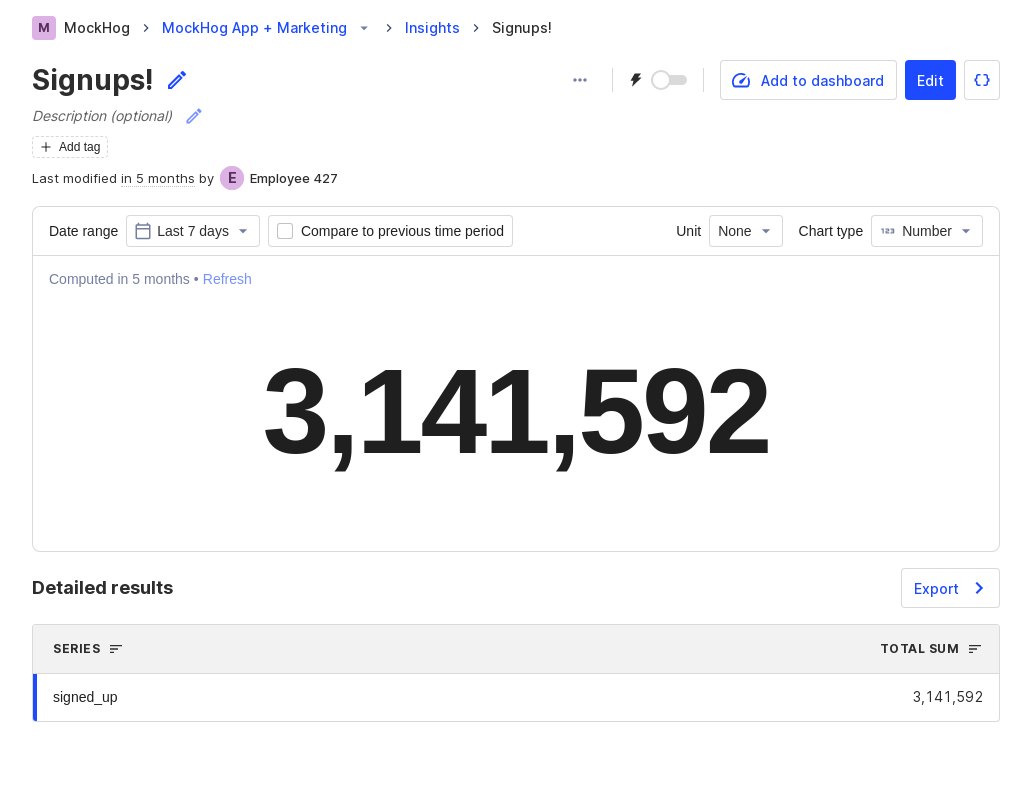 M MockHog MockHog App + Marketing Insights Signups!
Signups!
Add to dashboard Edit
Description (optional)
Add tag
Last modified in 5 months by E Employee 427
Date range Last 7 days Compare to previous time period Unit None Chart type 123 Number
Computed in 5 months • Refresh
3,141,592
Detailed results Export
SERIES TOTAL SUM
signed_up 3,141,592